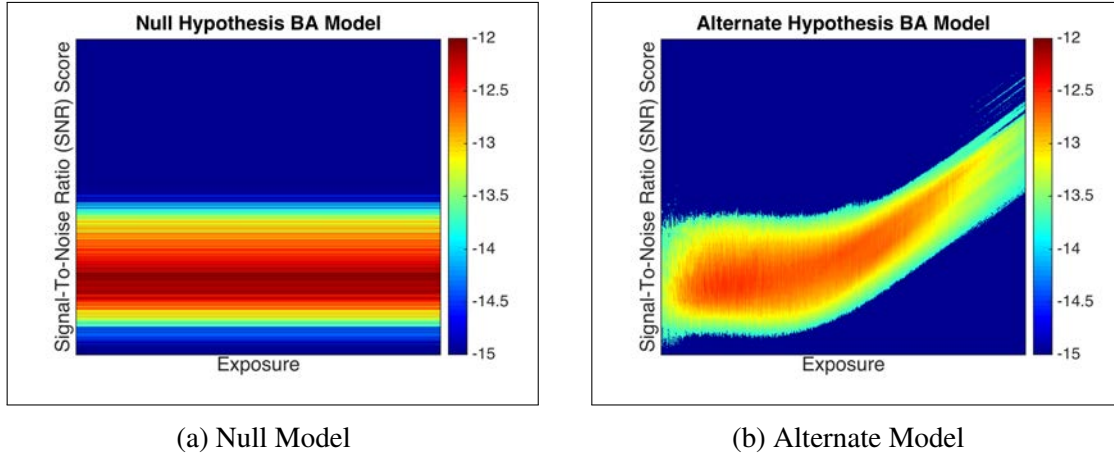 Null Hypothesis BA Model
Signal-To-Noise Ratio (SNR) Score
Exposure
-12
-12.5
-13
-13.5
-14
-14.5
-15
(a) Null Model
Alternate Hypothesis BA Model
Signal-To-Noise Ratio (SNR) Score
Exposure
-12
-12.5
-13
-13.5
-14
-14.5
-15
(b) Alternate Model